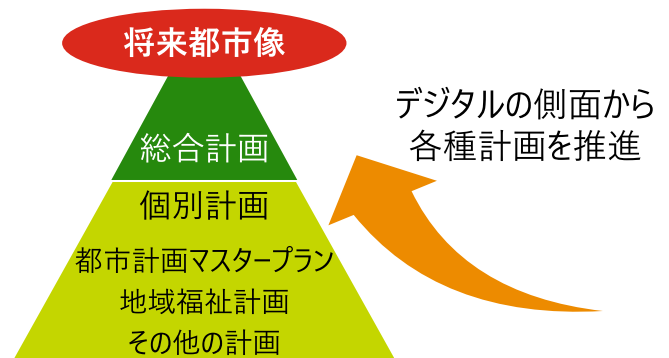 将来都市像
総合計画
個別計画
都市計画マスタープラン
地域福祉計画
その他の計画
デジタルの側面から
各種計画を推進